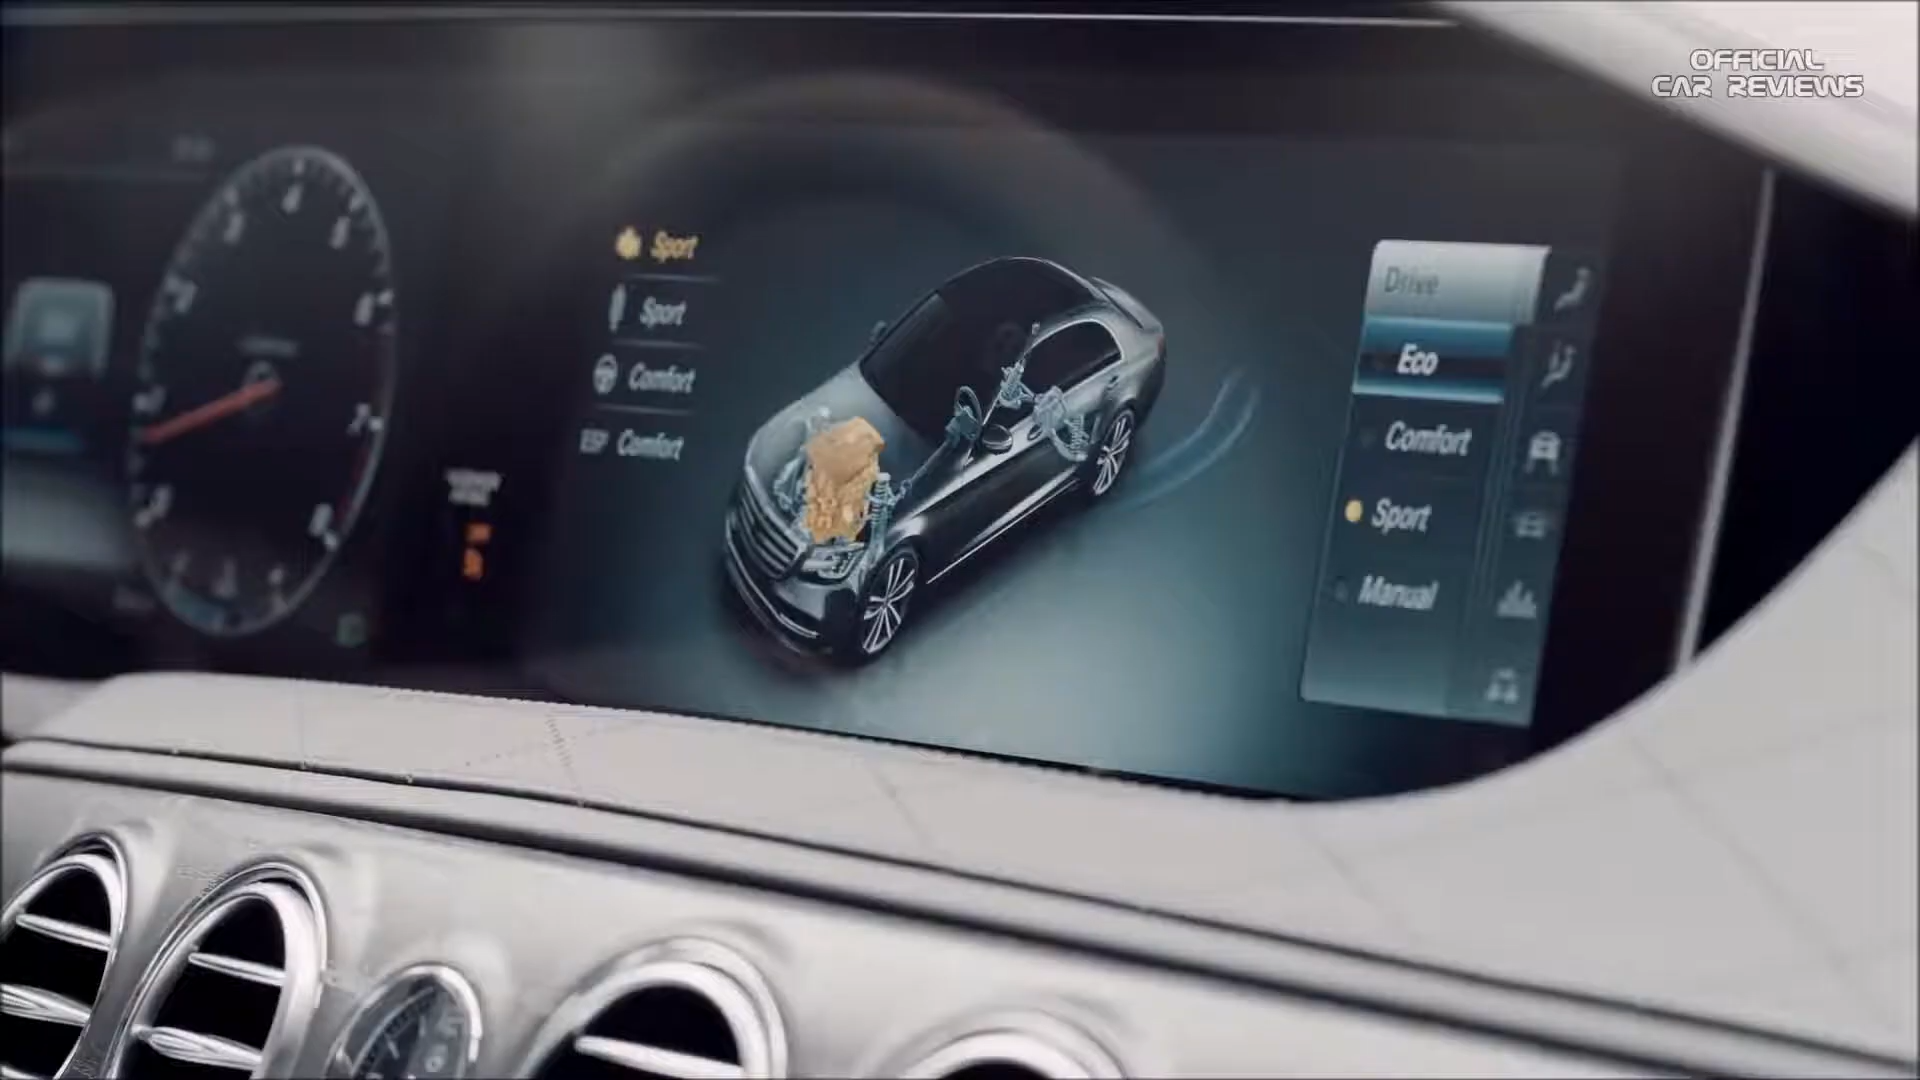 OFFICIAL
CAR REVIEWS
Sport
Sport
Comfort
ESP Comfort
Drive
Eco
Comfort
Sport
Manual